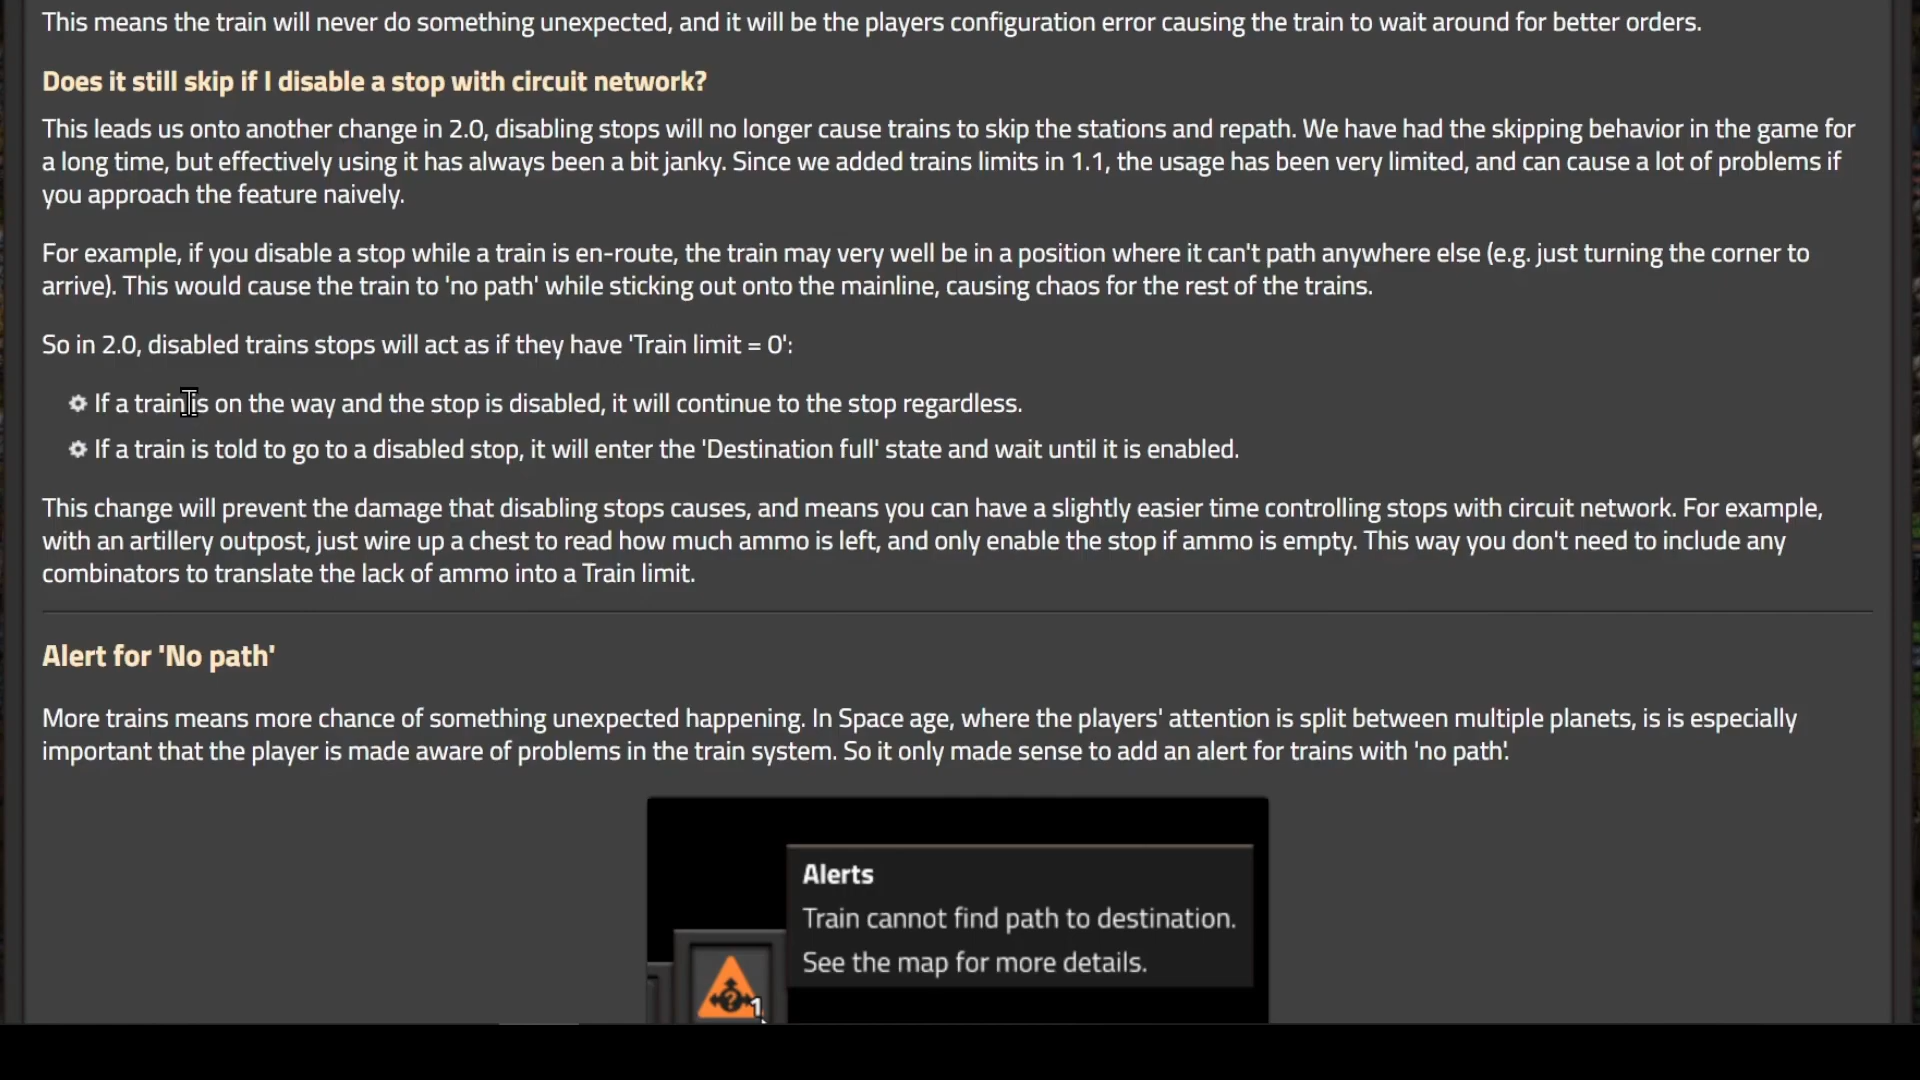 This means the train will never do something unexpected, and it will be the players configuration error causing the train to wait around for better orders.
Does it still skip if I disable a stop with circuit network?
This leads us onto another change in 2.0, disabling stops will no longer cause trains to skip the stations and repath. We have had the skipping behavior in the game for
a long time, but effectively using it has always been a bit janky. Since we added trains limits in 1.1, the usage has been very limited, and can cause a lot of problems if
you approach the feature naively.
For example, if you disable a stop while a train is en-route, the train may very well be in a position where it can't path anywhere else (e.g. just turning the corner to
arrive). This would cause the train to 'no path' while sticking out onto the mainline, causing chaos for the rest of the trains.
So in 2.0, disabled trains stops will act as if they have 'Train limit = 0':
If a train is on the way and the stop is disabled, it will continue to the stop regardless.
If a train is told to go to a disabled stop, it will enter the 'Destination full' state and wait until it is enabled.
This change will prevent the damage that disabling stops causes, and means you can have a slightly easier time controlling stops with circuit network. For example,
with an artillery outpost, just wire up a chest to read how much ammo is left, and only enable the stop if ammo is empty. This way you don't need to include any
combinators to translate the lack of ammo into a Train limit.
Alert for 'No path'
More trains means more chance of something unexpected happening. In Space age, where the players' attention is split between multiple planets, is is especially
important that the player is made aware of problems in the train system. So it only made sense to add an alert for trains with 'no path'.
Alerts
Train cannot find path to destination.
See the map for more details.
?
1